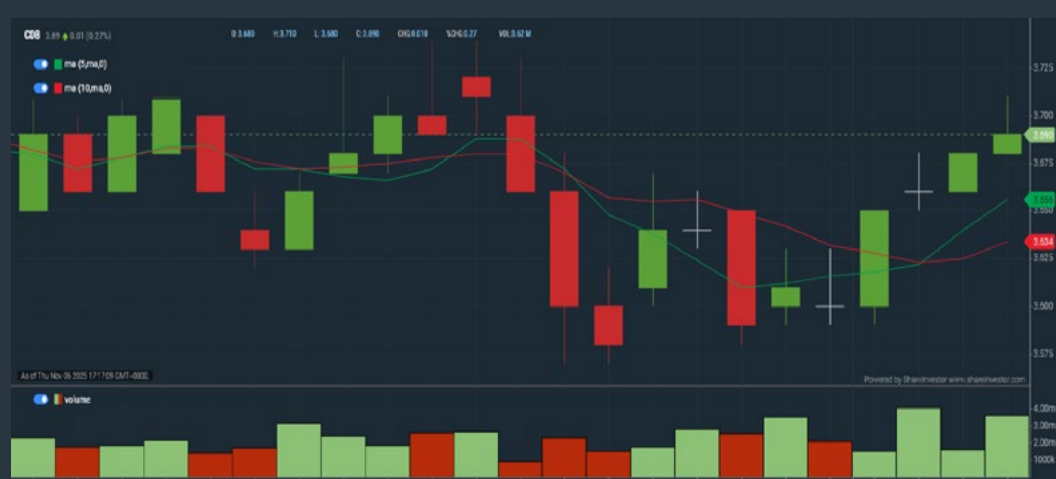 CDB 3.69 0.01 (0.27%) O:3.680 H:3.710 L:3.680 C:3.690 CHG:0.010 %CHG:0.27 VOL:3.52 M
ma (5,ma,0)
ma (10,ma,0)
3.725
3.700
3.690
3.675
3.656
3.650
3.634
3.625
3.600
3.575
As of Thu Nov 06 2025 17:17:09 GMT+0800
Powered by ShareInvestor www.shareinvestor.com
volume
4.00m
3.00m
2.00m
1000k